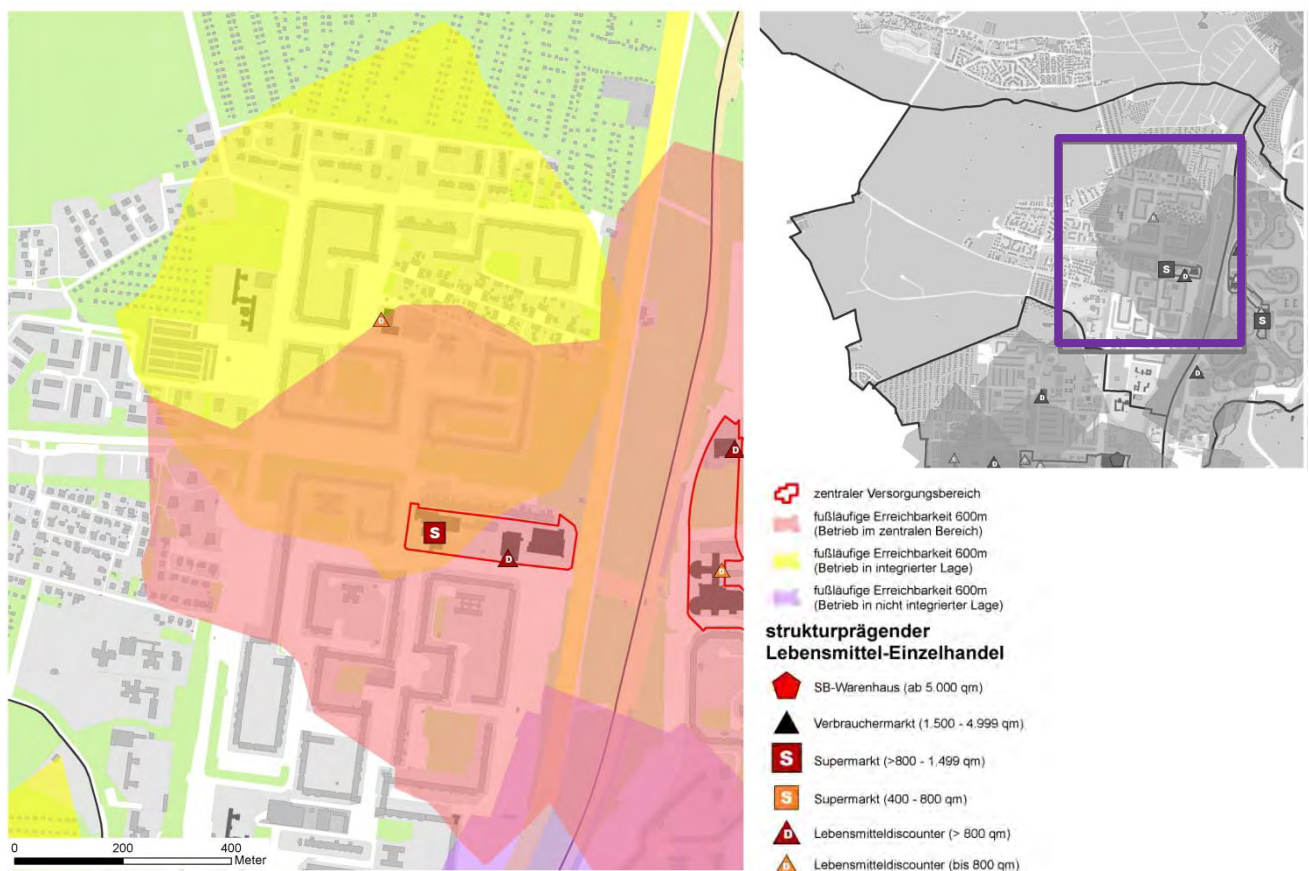 D
S
D
D
D
0
200
400
Meter
S
D
D
S
D
D
D
zentraler Versorgungsbereich
fußläufige Erreichbarkeit 600m
(Betrieb im zentralen Bereich)
fußläufige Erreichbarkeit 600m
(Betrieb in integrierter Lage)
fußläufige Erreichbarkeit 600m
(Betrieb in nicht integrierter Lage)
strukturprägender
Lebensmittel-Einzelhandel
SB-Warenhaus (ab 5.000 qm)
Verbrauchermarkt (1.500 - 4.999 qm)
S Supermarkt (>800 - 1.499 qm)
S Supermarkt (400 - 800 qm)
D Lebensmitteldiscounter (> 800 qm)
D Lebensmitteldiscounter (bis 800 qm)